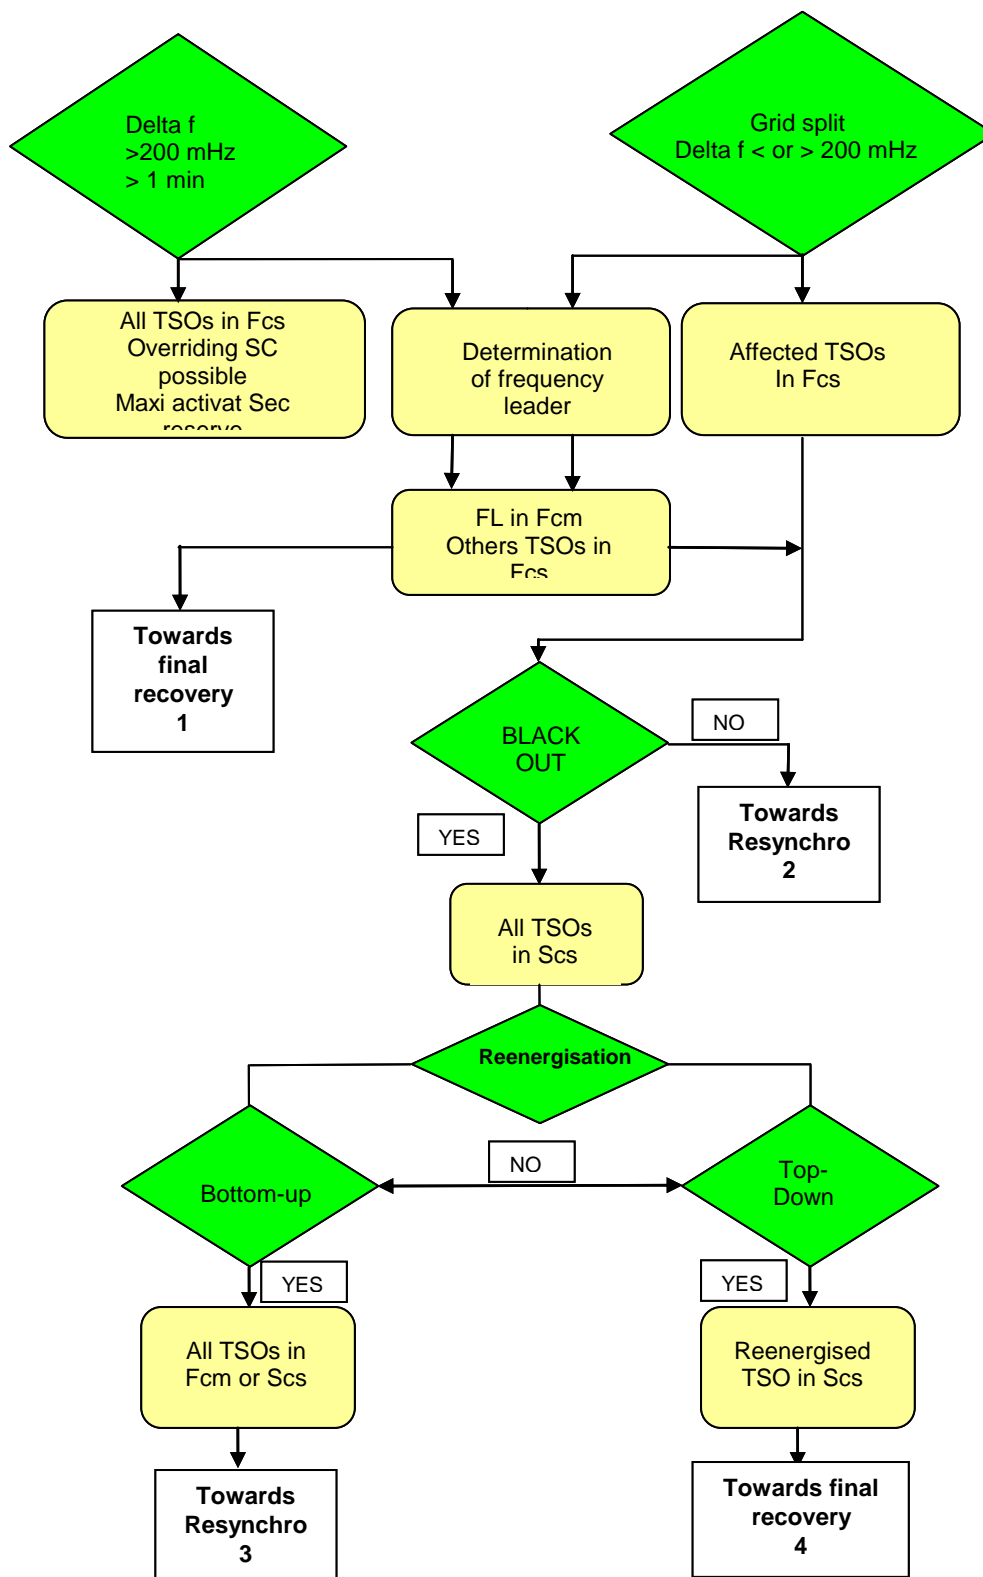 Delta f
>200 mHz
> 1 min
Grid split
Delta f < or > 200 mHz
All TSOs in Fcs
Overriding SC
possible
Maxi activat Sec
reserve
Determination
of frequency
leader
Affected TSOs
In Fcs
FL in Fcm
Others TSOs in
Fcs
Towards
final
recovery
1
BLACK
OUT
NO
Towards
Resynchro
2
YES
All TSOs
in Scs
Reenergisation
Bottom-up
NO
Top-
Down
YES
YES
All TSOs in
Fcm or Scs
Reenergised
TSO in Scs
Towards
Resynchro
3
Towards final
recovery
4